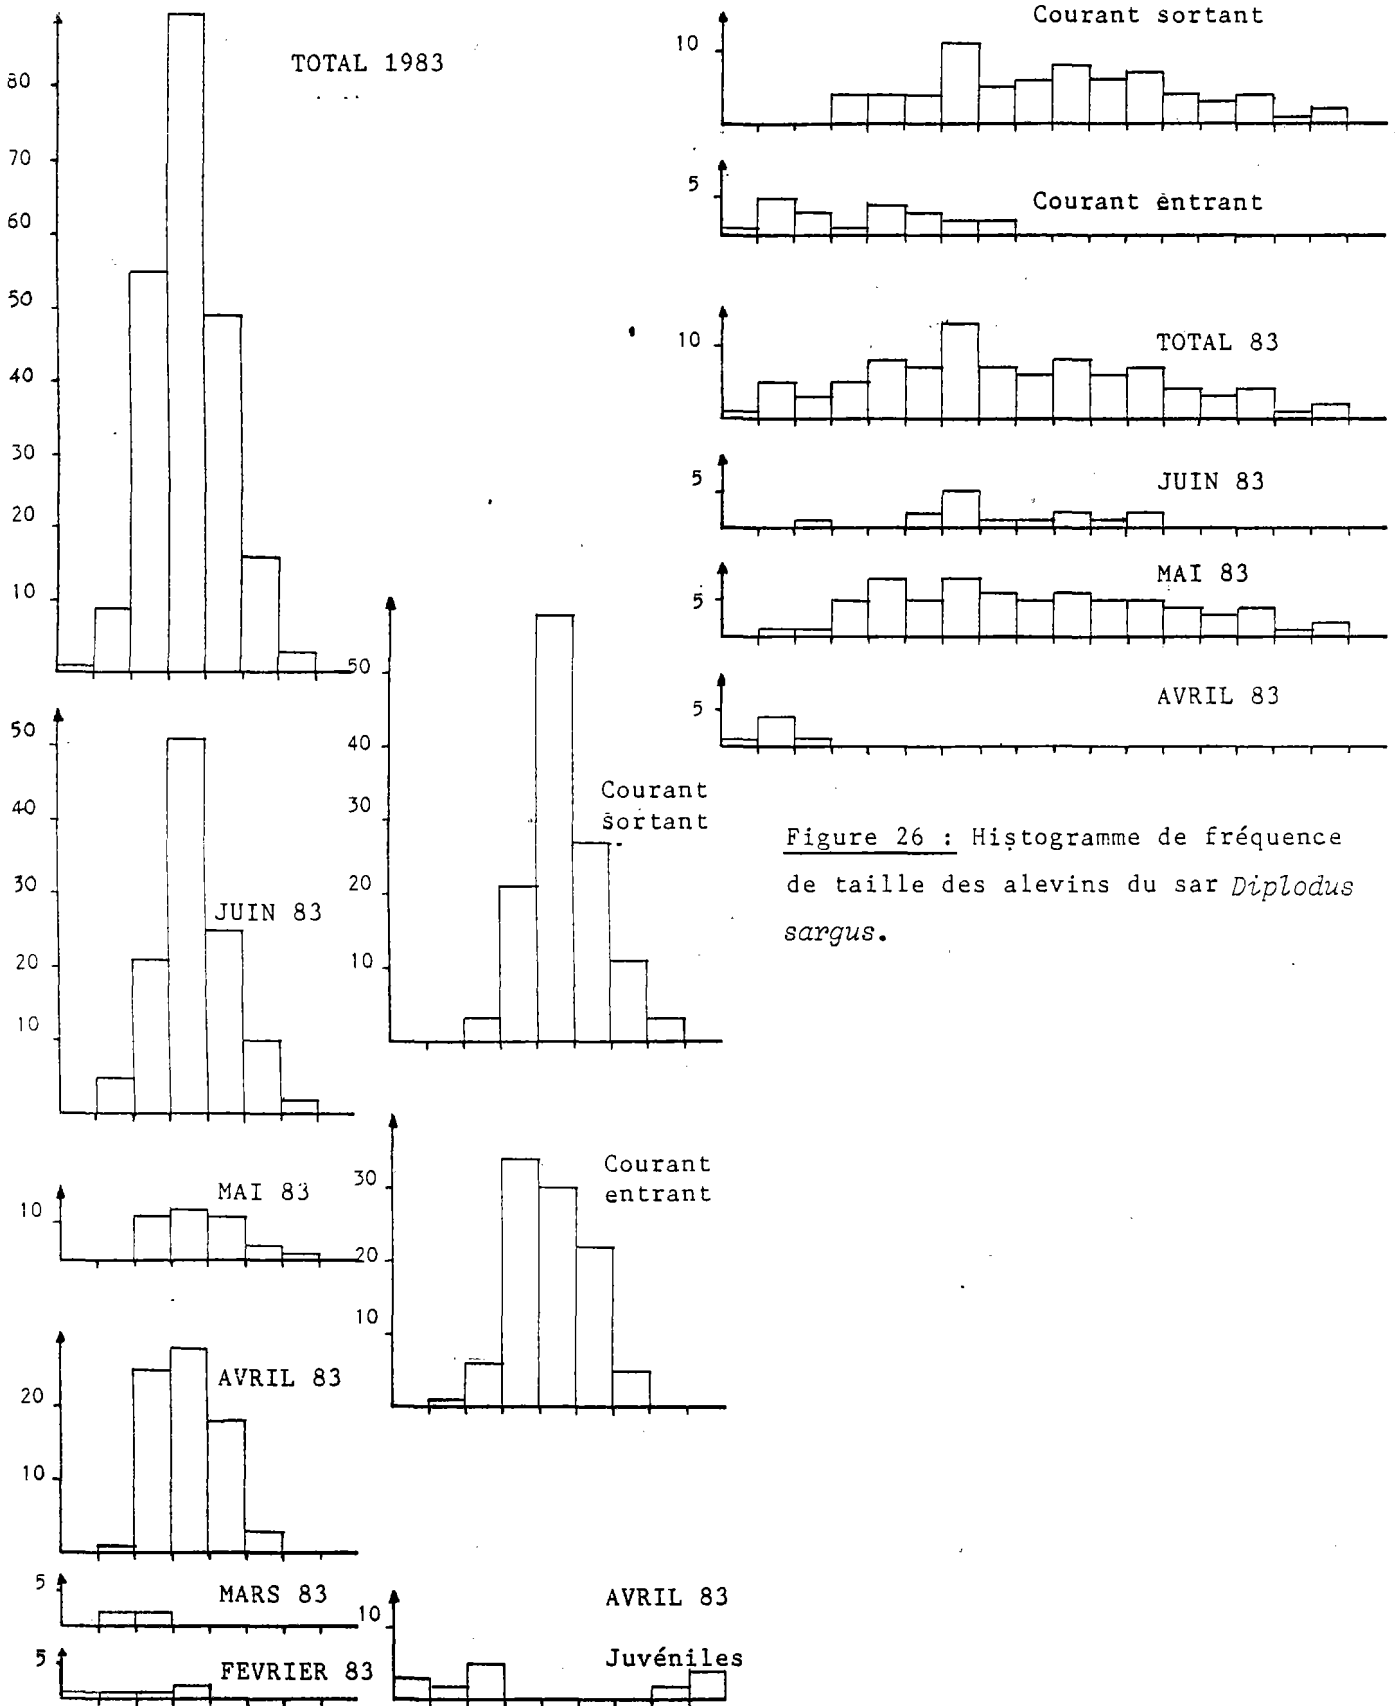 TOTAL 1983
80
70
60
50
40
30
20
10
50
40
30
20
10
JUIN 83
10
MAI 83
20
10
AVRIL 83
5
MARS 83
5
FEVRIER 83
50
40
30
20
10
Courant
sortant
30
20
10
Courant
entrant
10
AVRIL 83
Juvéniles
10
Courant sortant
5
Courant entrant
10
TOTAL 83
5
JUIN 83
5
MAI 83
5
AVRIL 83
Figure 26 : Histogramme de fréquence
de taille des alevins du sar Diplodus
sargus.